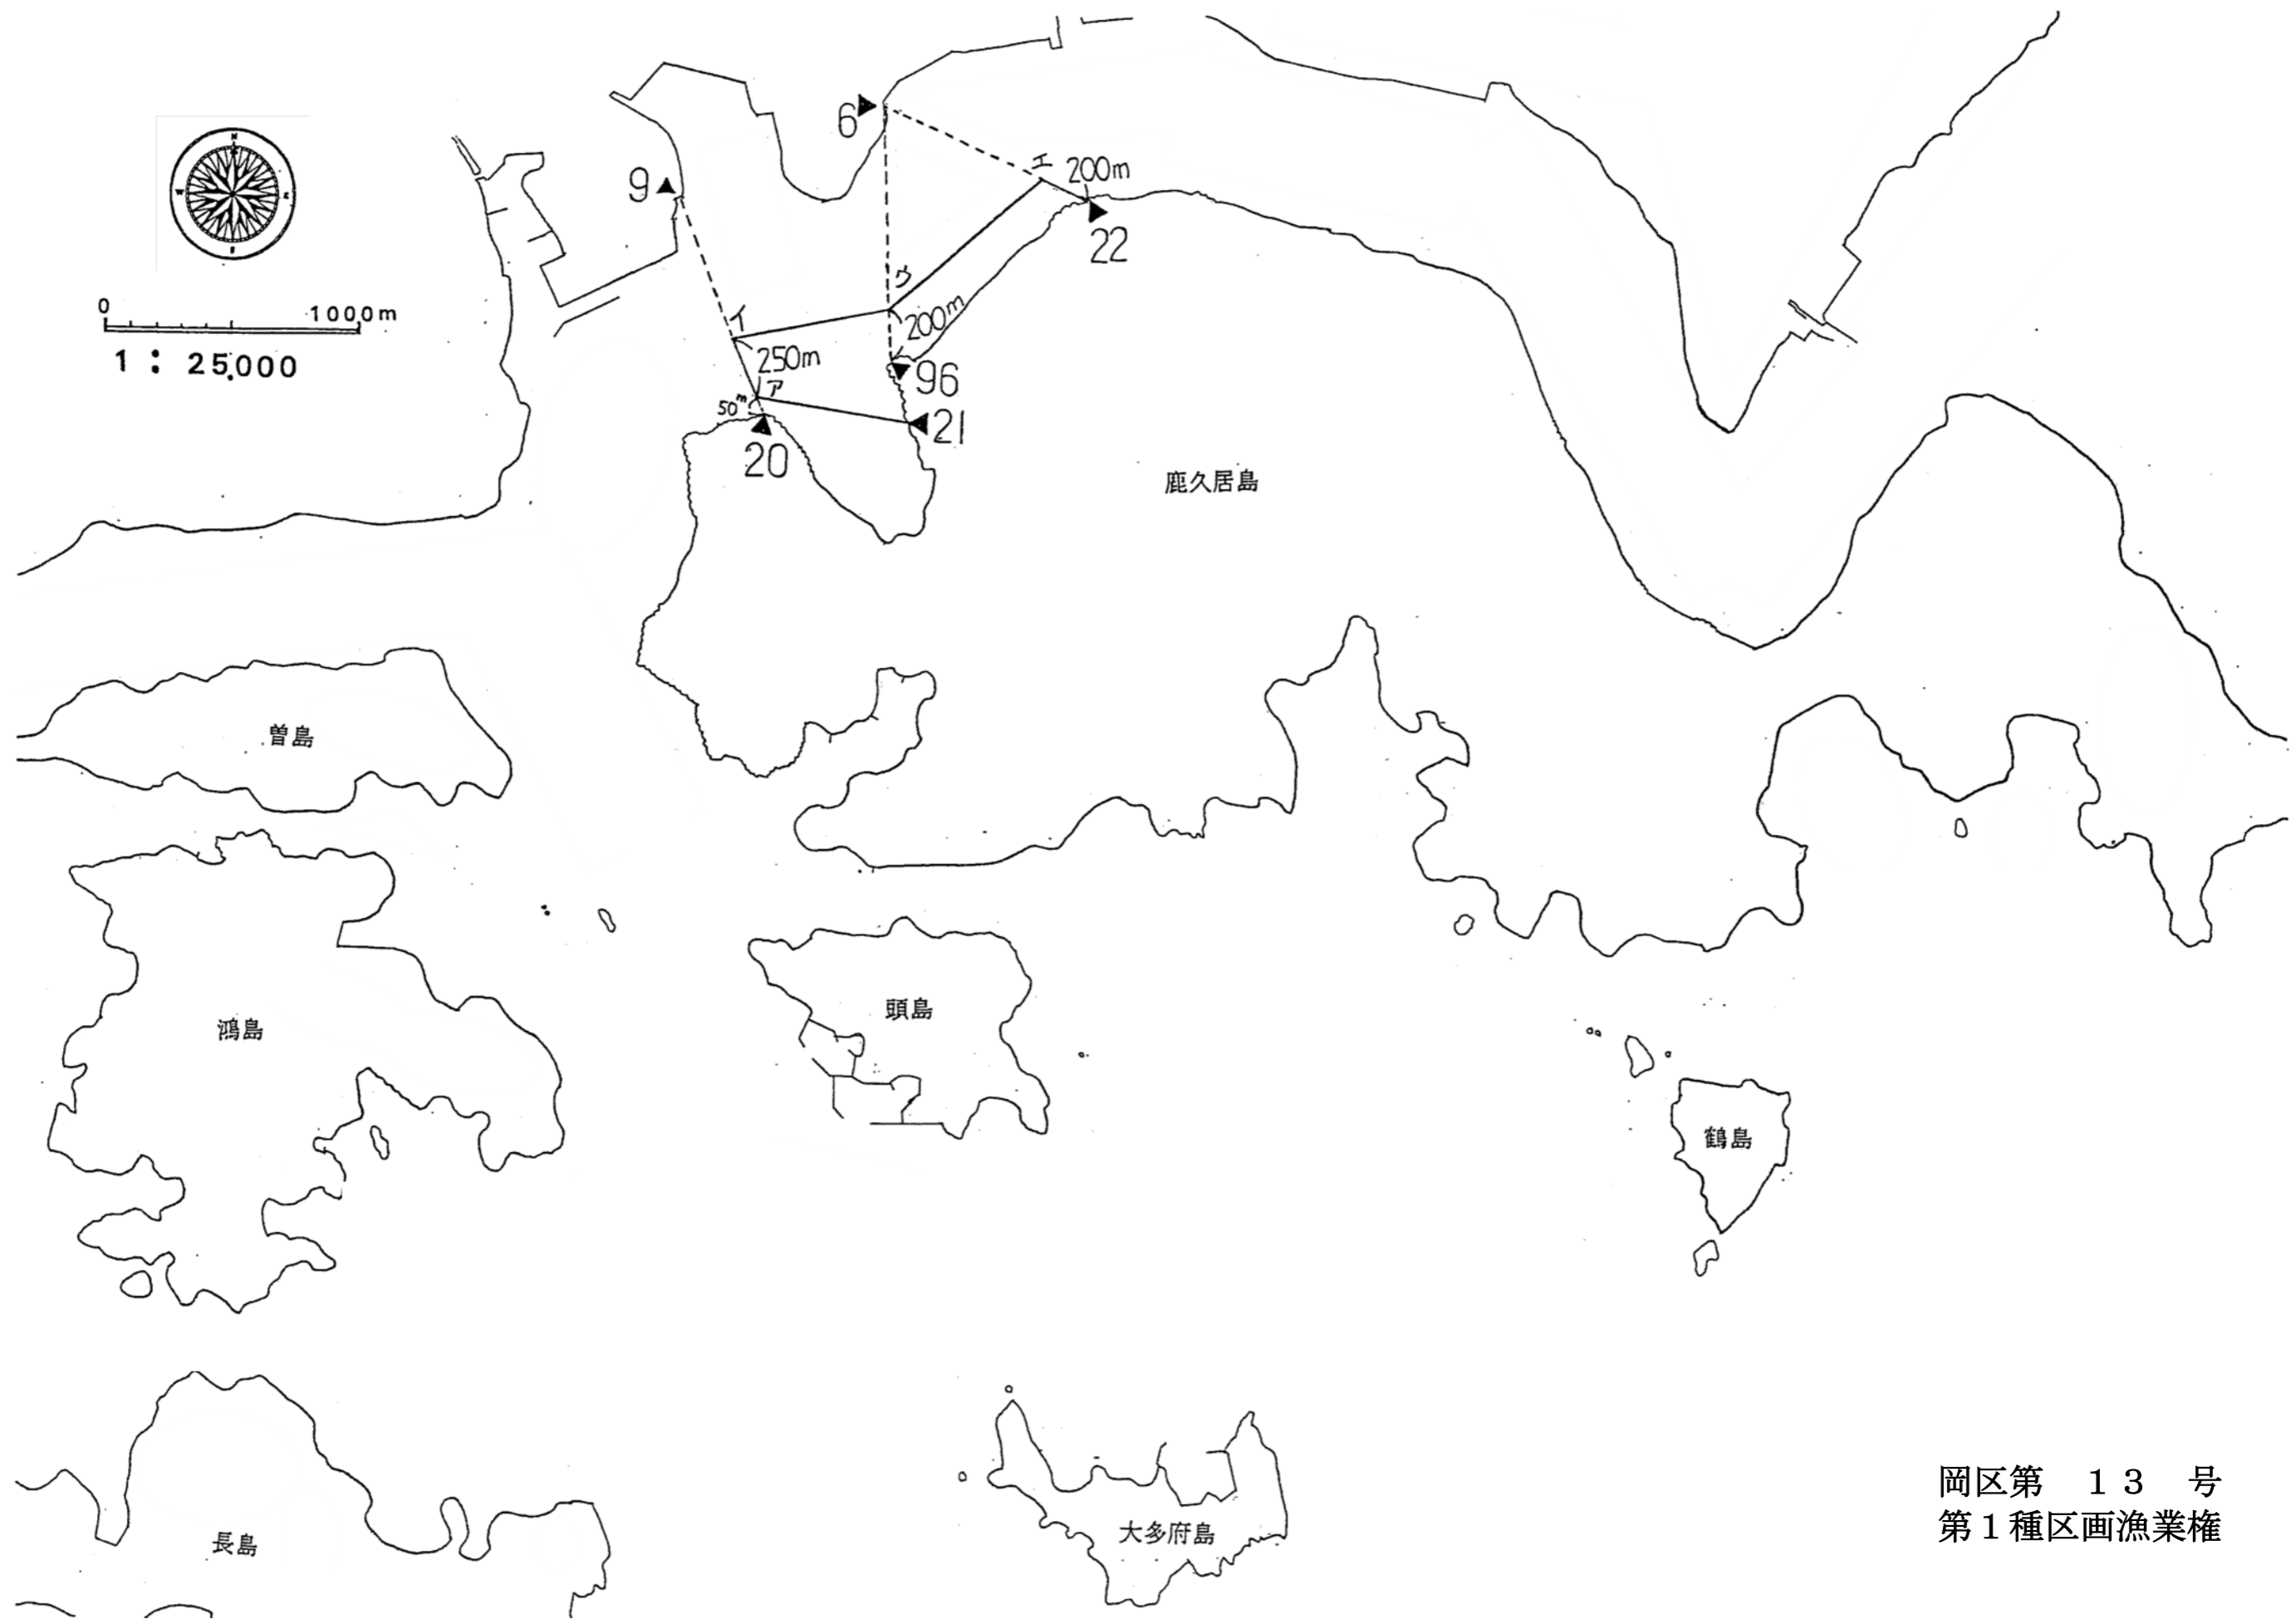 N
W
E
S
0 1000m
1 : 25,000
6
9
エ 200m
22
ウ
200m
イ
250m
ア
50m
96
21
20
鹿久居島
曽島
鴻島
頭島
鶴島
長島
大多府島
岡区第 13 号
第1種区画漁業権